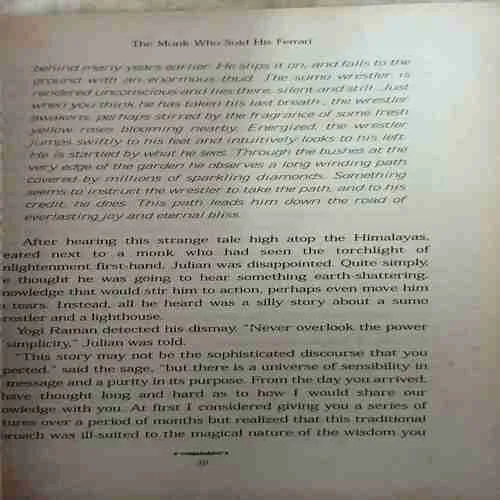 The Monk Who Sold His Ferrari
behind many years earlier. He slips it on, and falls to the
ground with an enormous thud. The sumo wrestler is
rendered unconscious and lies there, silent and still. Just
when you think he has taken his last breath, the wrestler
awakens, perhaps stirred by the fragrance of some fresh
yellow roses blooming nearby. Energized, the wrestler
jumps swiftly to his feet and intuitively looks to his left.
He is startled by what he sees. Through the bushes at the
very edge of the garden he observes a long winding path
covered by millions of sparkling diamonds. Something
seems to instruct the wrestler to take the path, and to his
credit, he does. This path leads him down the road of
everlasting joy and eternal bliss.
After hearing this strange tale high atop the Himalayas,
eated next to a monk who had seen the torchlight of
nlightenment first-hand, Julian was disappointed. Quite simply,
e thought he was going to hear something earth-shattering,
nowledge that would stir him to action, perhaps even move him
tears. Instead, all he heard was a silly story about a sumo
restler and a lighthouse.
Yogi Raman detected his dismay. "Never overlook the power
simplicity," Julian was told.
"This story may not be the sophisticated discourse that you
pected," said the sage, "but there is a universe of sensibility in
message and a purity in its purpose. From the day you arrived,
have thought long and hard as to how I would share our
owledge with you. At first I considered giving you a series of
tures over a period of months but realized that this traditional
proach was ill-suited to the magical nature of the wisdom you